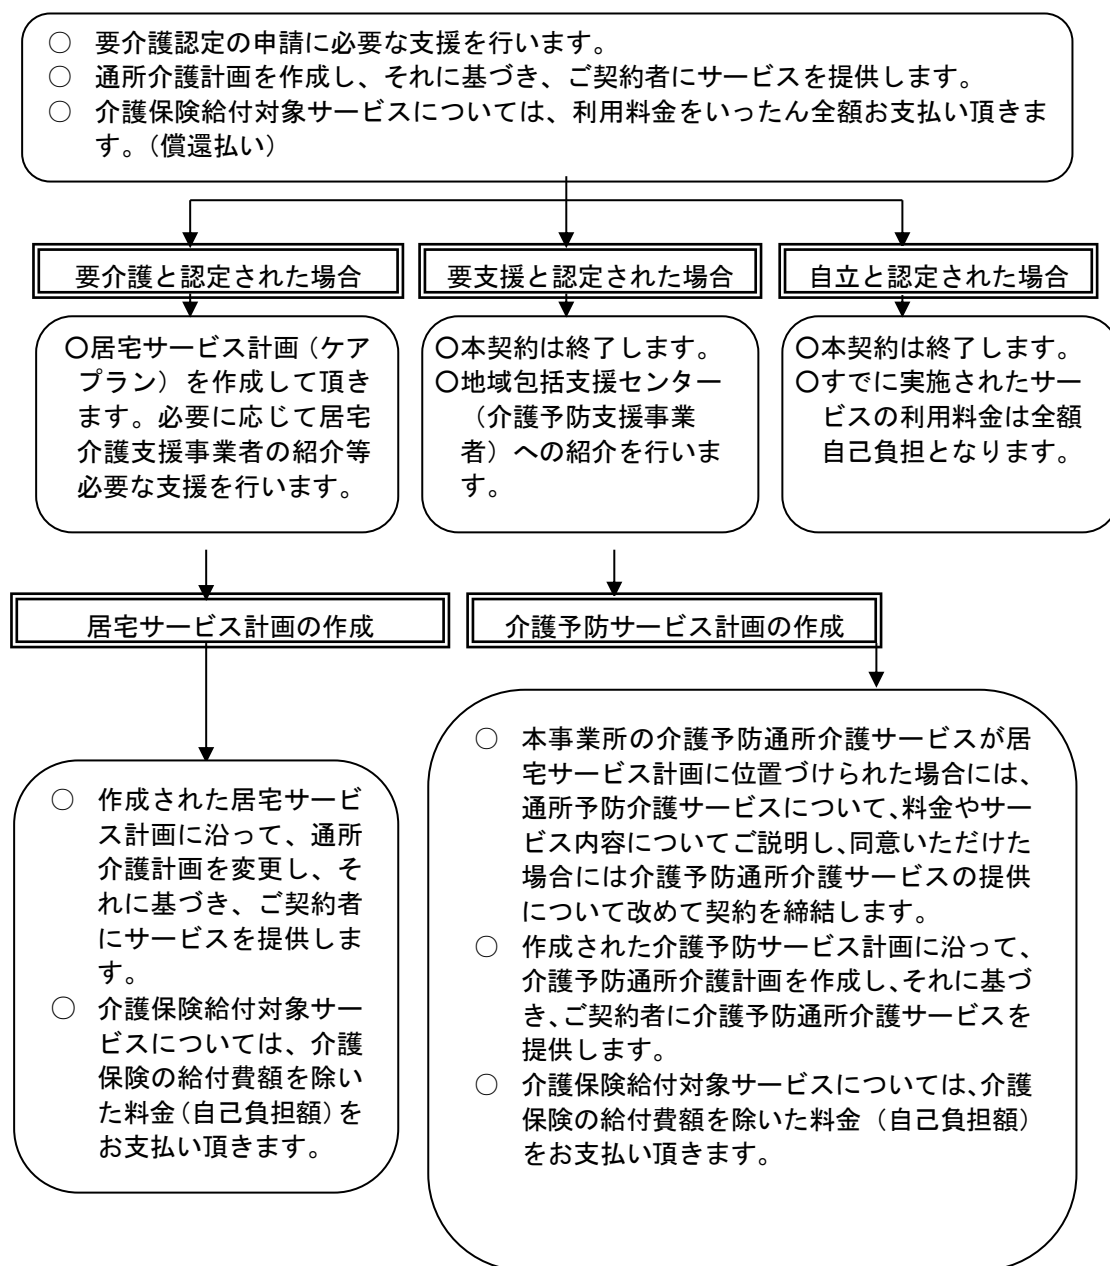 ○ 要介護認定の申請に必要な支援を行います。
○ 通所介護計画を作成し、それに基づき、ご契約者にサービスを提供します。
○ 介護保険給付対象サービスについては、利用料金をいったん全額お支払い頂きま
す。（償還払い）
要介護と認定された場合
要支援と認定された場合
自立と認定された場合
○居宅サービス計画（ケア
プラン）を作成して頂き
ます。必要に応じて居宅
介護支援事業者の紹介等
必要な支援を行います。
○本契約は終了します。
○地域包括支援センター
（介護予防支援事業
者）への紹介を行いま
す。
○本契約は終了します。
○すでに実施されたサー
ビスの利用料金は全額
自己負担となります。
居宅サービス計画の作成
介護予防サービス計画の作成
○ 作成された居宅サービ
ス計画に沿って、通所
介護計画を変更し、そ
れに基づき、ご契約者
にサービスを提供しま
す。
○ 介護保険給付対象サー
ビスについては、介護
保険の給付費額を除い
た料金（自己負担額）を
お支払い頂きます。
○ 本事業所の介護予防通所介護サービスが居
宅サービス計画に位置づけられた場合には、
通所予防介護サービスについて、料金やサー
ビス内容についてご説明し、同意いただけた
場合には介護予防通所介護サービスの提供
について改めて契約を締結します。
○ 作成された介護予防サービス計画に沿って、
介護予防通所介護計画を作成し、それに基づ
き、ご契約者に介護予防通所介護サービスを
提供します。
○ 介護保険給付対象サービスについては、介護
保険の給付費額を除いた料金（自己負担額）
をお支払い頂きます。